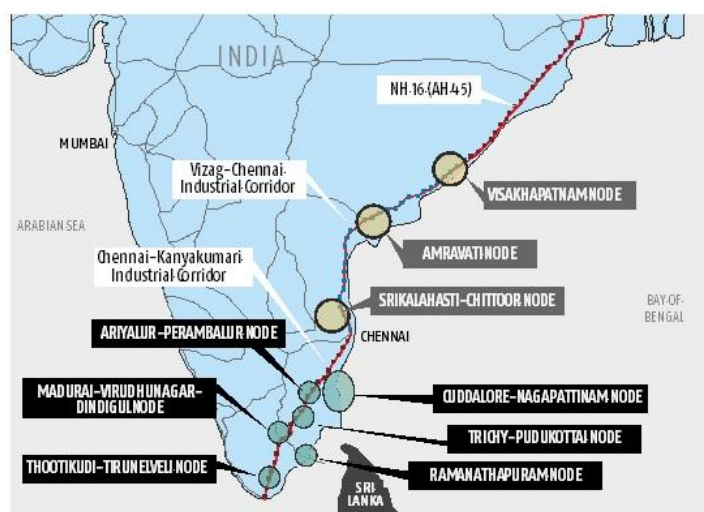 INDIA
NH-16-(AH-45)
MUMBAI
Vizag-Chennai-
Industrial-Corridor
VISAKHAPATNAM-NODE
ARABIAN-SEA
AMRAVATI-NODE
Chennai-Kanyakumari-
Industrial-Corridor
SRIKALAHASTI-CHITTOOR-NODE
BAY-OF-
BENGAL
ARIYALUR-PERAMBALUR-NODE
CHENNAI
MADURAI-VIRUDHUNAGAR-
DINDIGUL-NODE
CUDDALORE-NAGAPATTINAM-NODE
TRICHY-PUDUKOTTAI-NODE
THOOTIKUDI-TIRUNELVELI-NODE
RAMANATHAPURAM-NODE
SRI-
LANKA